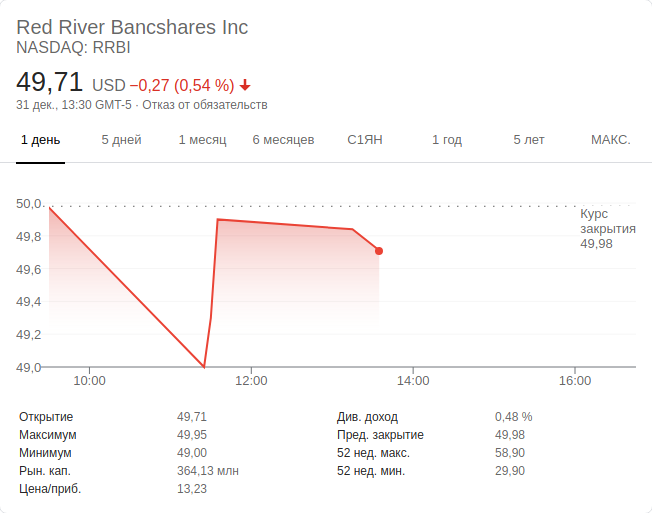 Red River Bancshares Inc
NASDAQ: RRBI
49,71 USD −0,27 (0,54 %)
31 дек., 13:30 GMT-5 · Отказ от обязательств
1 день 5 дней 1 месяц 6 месяцев С1ЯН 1 год 5 лет МАКС.
50,0
Курс
закрытия
49,98
49,8
49,6
49,4
49,2
49,0
10:00 12:00 14:00 16:00
Открытие 49,71 Див. доход 0,48 %
Максимум 49,95 Пред. закрытие 49,98
Минимум 49,00 52 нед. макс. 58,90
Рын. кап. 364,13 млн 52 нед. мин. 29,90
Цена/приб. 13,23